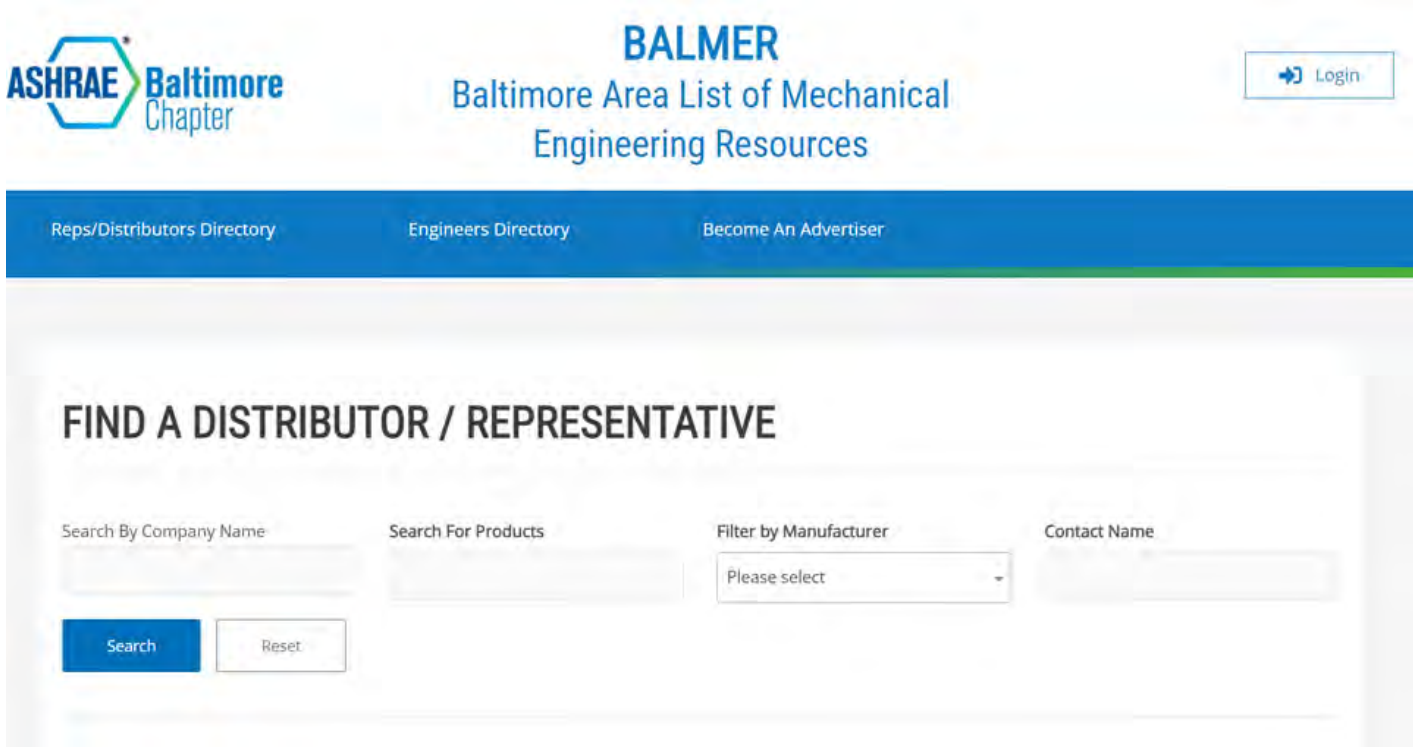 ASHRAE Baltimore
Chapter
BALMER
Baltimore Area List of Mechanical
Engineering Resources
Login
Reps/Distributors Directory
Engineers Directory
Become An Advertiser
FIND A DISTRIBUTOR / REPRESENTATIVE
Search By Company Name
Search For Products
Filter by Manufacturer
Contact Name
Please select
Search
Reset